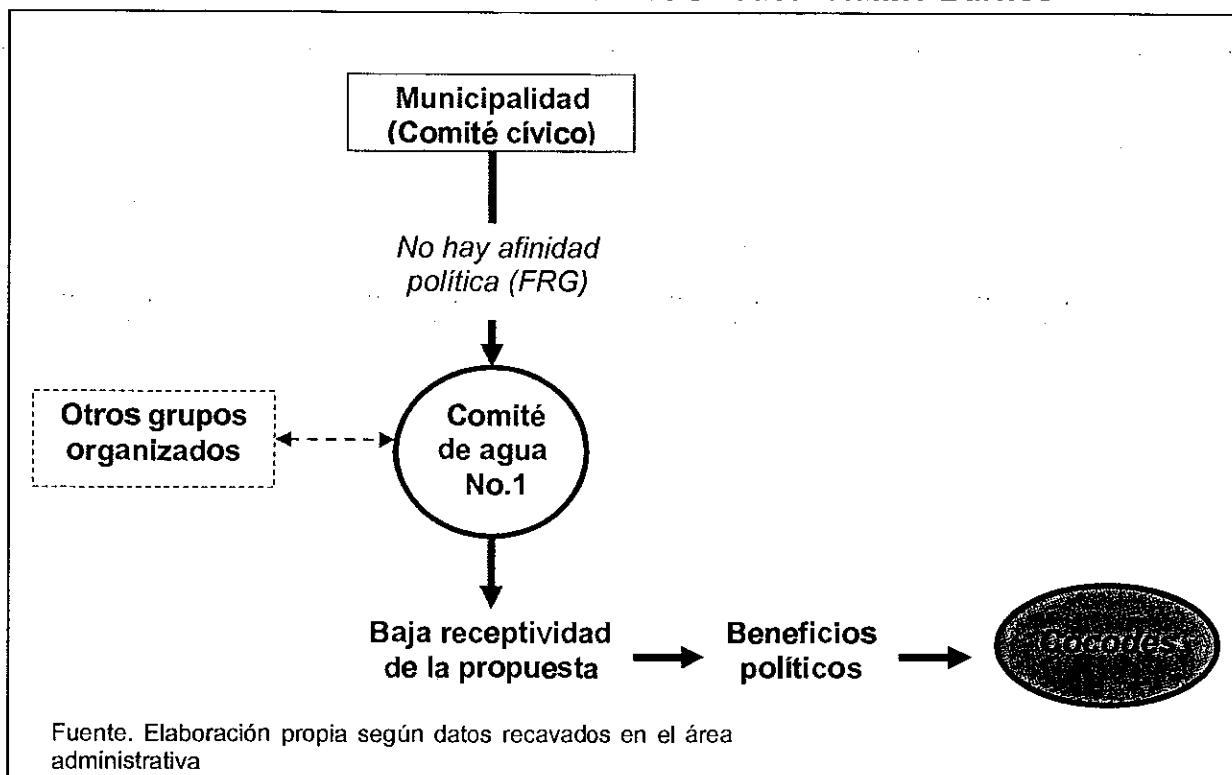 Municipalidad
(Comité cívico)
No hay afinidad
política (FRG)
Otros grupos
organizados
Comité
de agua
No.1
Baja receptividad
de la propuesta
Beneficios
políticos
Cocodes
Fuente. Elaboración propia según datos recavados en el área
administrativa